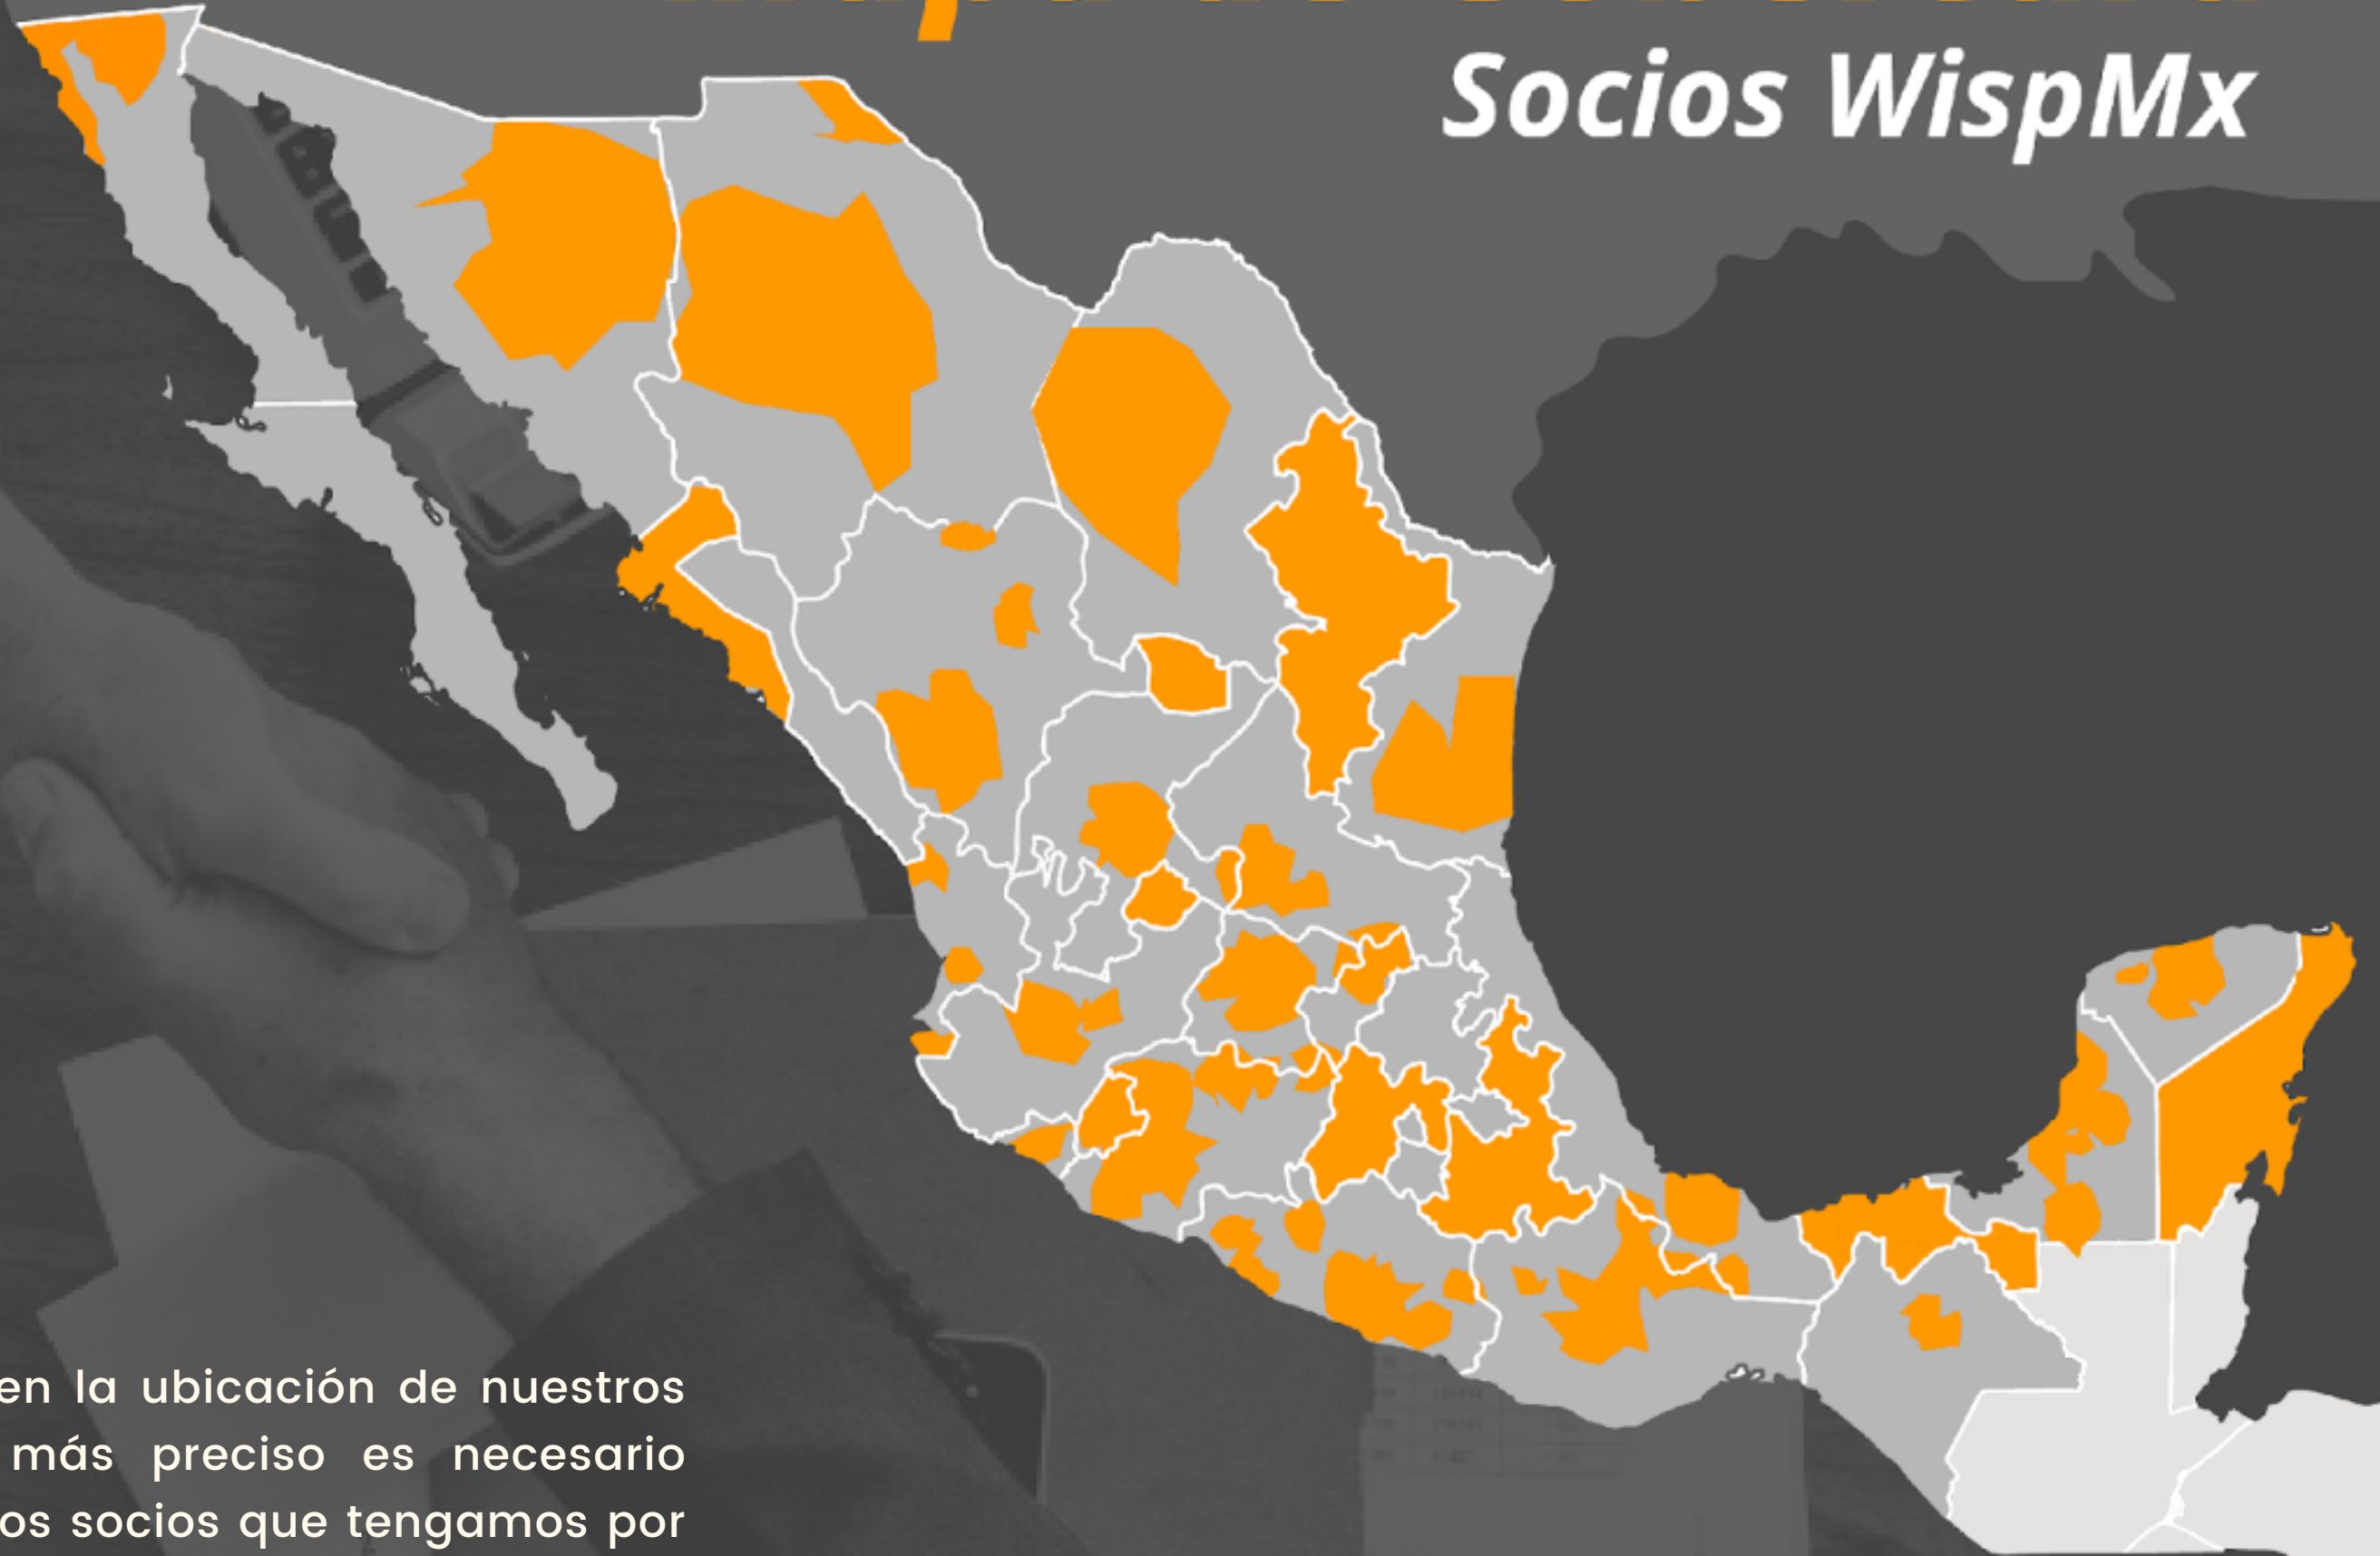 Socios WispMx
en la ubicación de nuestros
más preciso es necesario
os socios que tengamos por